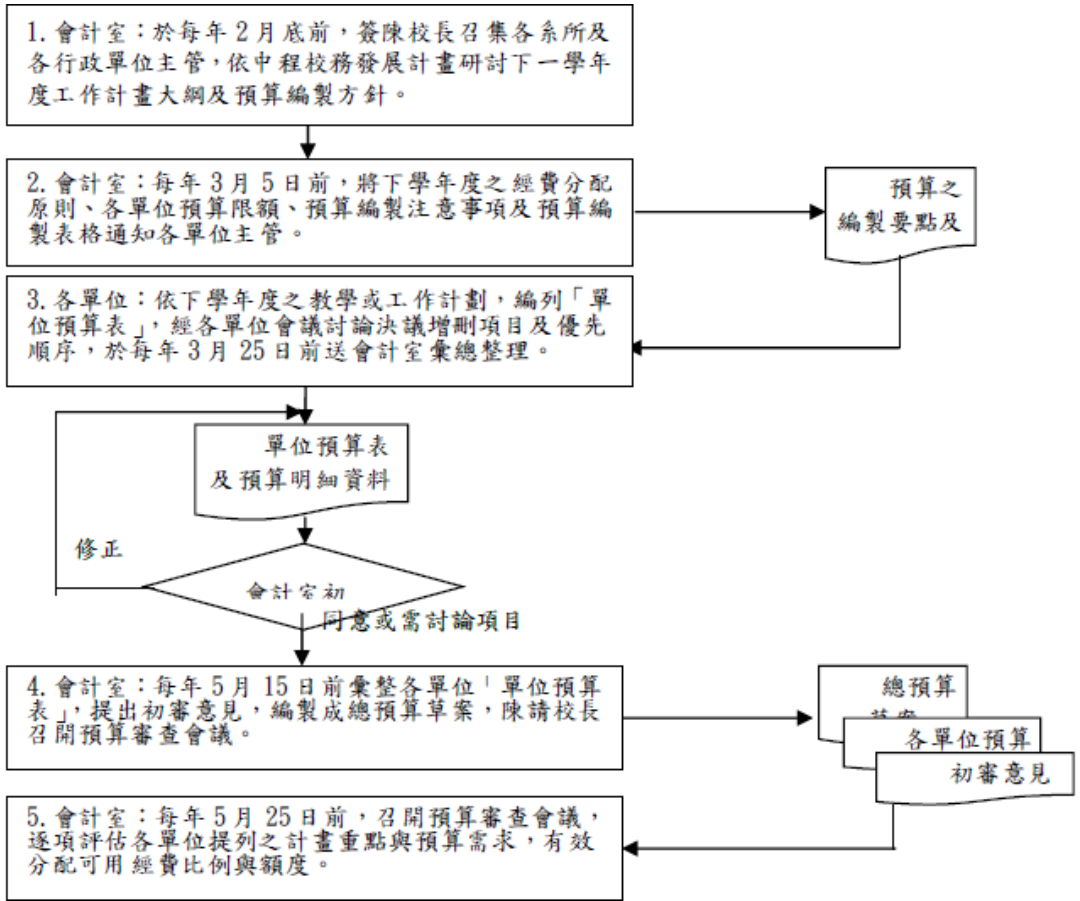 1.會計室：於每年 2 月底前，簽陳校長召集各系所及
各行政單位主管，依中程校務發展計畫研討下一學年
度工作計畫大綱及預算編製方針。
2.會計室：每年 3 月 5 日前，將下學年度之經費分配
原則、各單位預算限額、預算編製注意事項及預算編
製表格通知各單位主管。
預算之
編製要點及
3.各單位：依下學年度之教學或工作計劃，編列「單
位預算表」，經各單位會議討論決議增刪項目及優先
順序，於每年 3 月 25 日前送會計室彙總整理。
單位預算表
及預算明細資料
修正
會計室初
同意或需討論項目
4.會計室：每年 5 月 15 日前彙整各單位「單位預算
表」，提出初審意見，編製成總預算草案，陳請校長
召開預算審查會議。
總預算
草案
各單位預算
初審意見
5.會計室：每年 5 月 25 日前，召開預算審查會議，
逐項評估各單位提列之計畫重點與預算需求，有效
分配可用經費比例與額度。